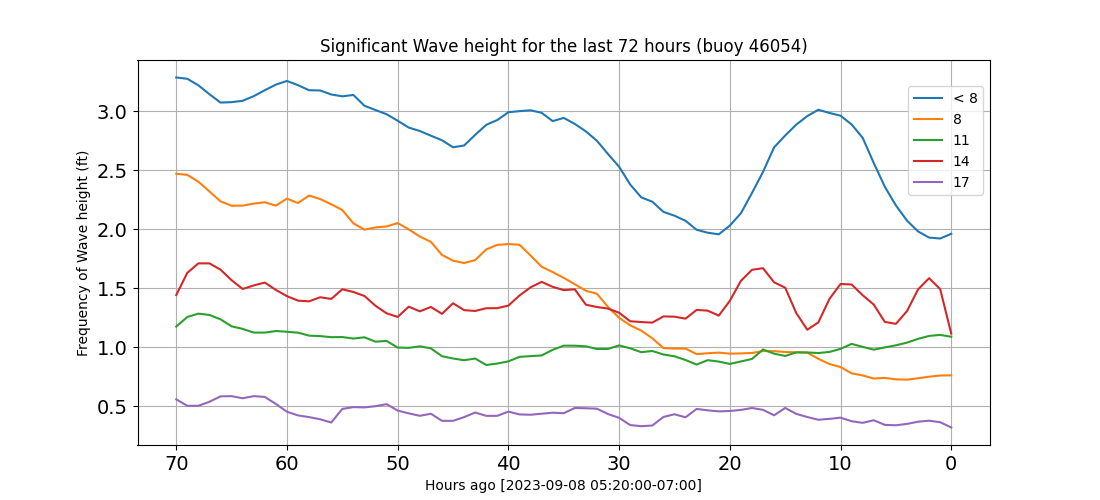 Significant Wave height for the last 72 hours (buoy 46054)
Frequency of Wave height (ft)
3.0
2.5
2.0
1.5
1.0
0.5
< 8
8
11
14
17
70 60 50 40 30 20 10 0
Hours ago [2023-09-08 05:20:00-07:00]